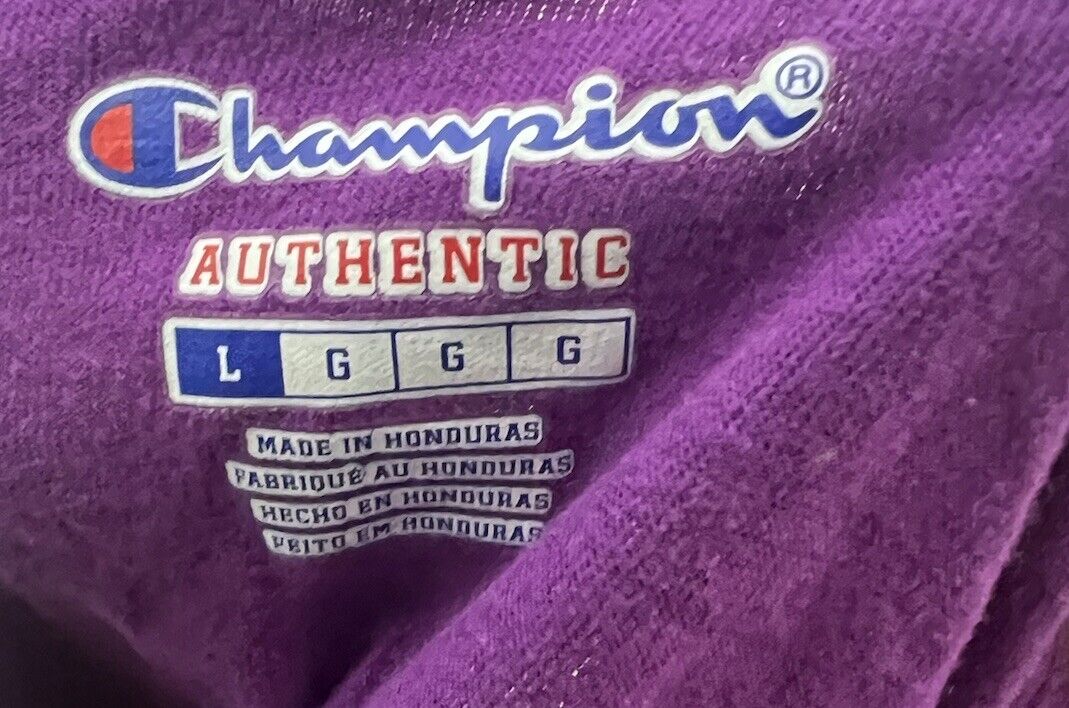 Champion®
AUTHENTIC
L G G G
MADE IN HONDURAS
FABRIQUÉ AU HONDURAS
HECHO EN HONDURAS
FEITO EM HONDURAS